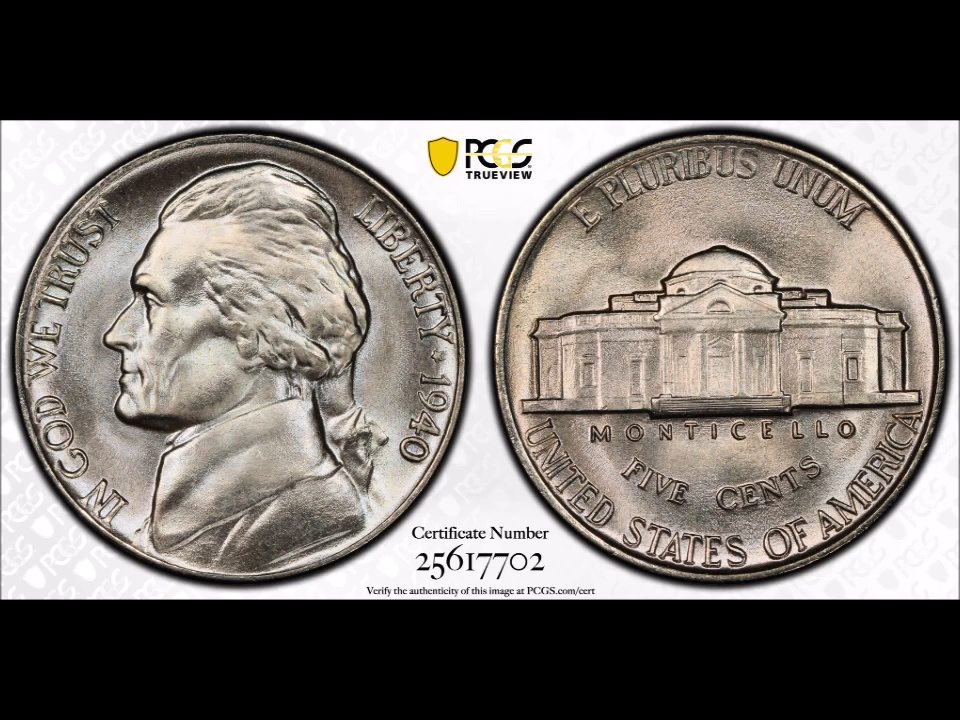 PCGS
TRUEVIEW
IN GOD WE TRUST
LIBERTY ★ 1940
E PLURIBUS UNUM
MONTICELLO
FIVE CENTS
UNITED STATES OF AMERICA
Certificate Number
25617702
Verify the authenticity of this image at PCGS.com/cert